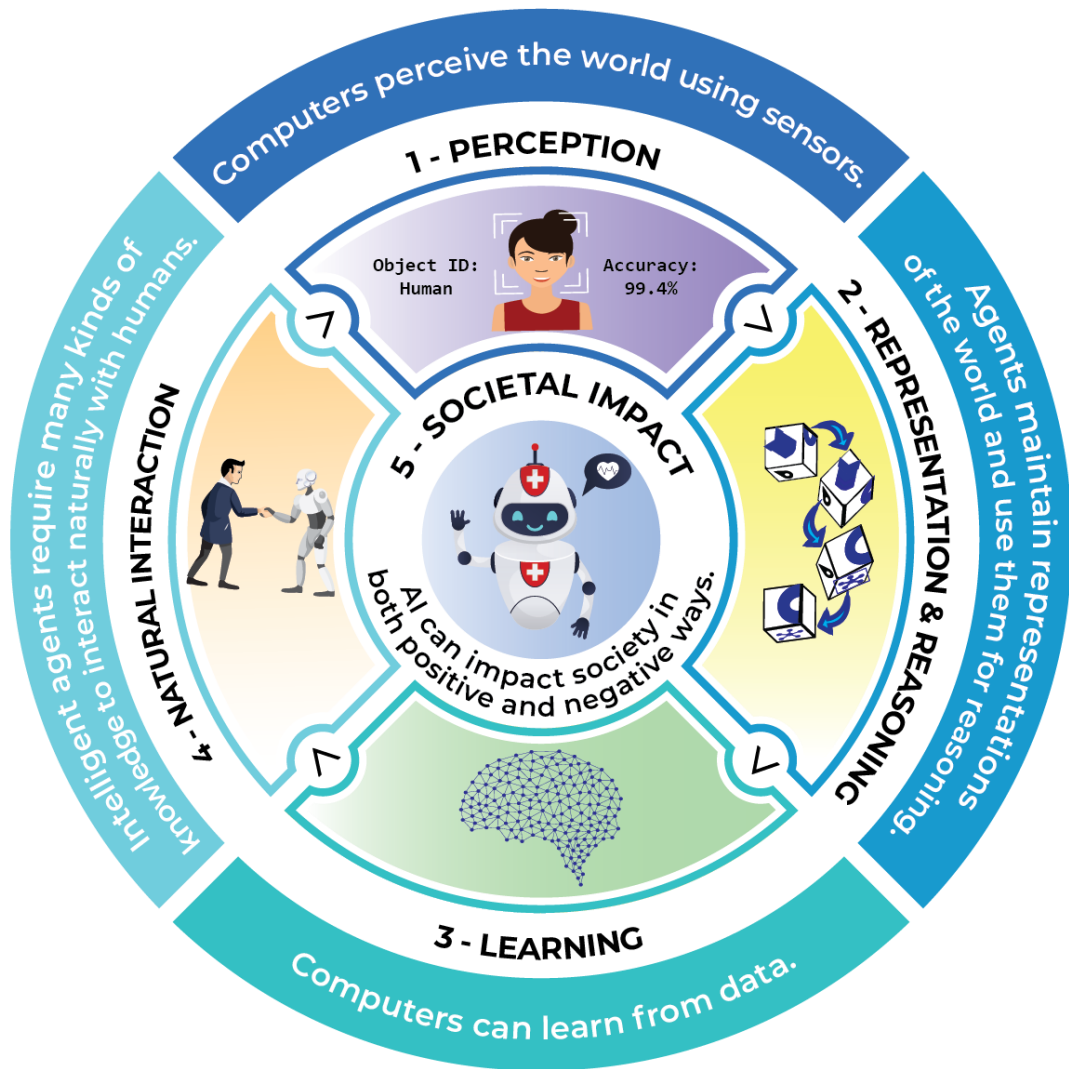 Computers perceive the world using sensors.
1 - PERCEPTION
Object ID:
Human
Accuracy:
99.4%
Agents maintain representations
of the world and use them for reasoning.
2 - REPRESENTATION & REASONING
Computers can learn from data.
3 - LEARNING
Intelligent agents require many kinds of
knowledge to interact naturally with humans.
4 - NATURAL INTERACTION
5 - SOCIETAL IMPACT
AI can impact society in
both positive and negative ways.